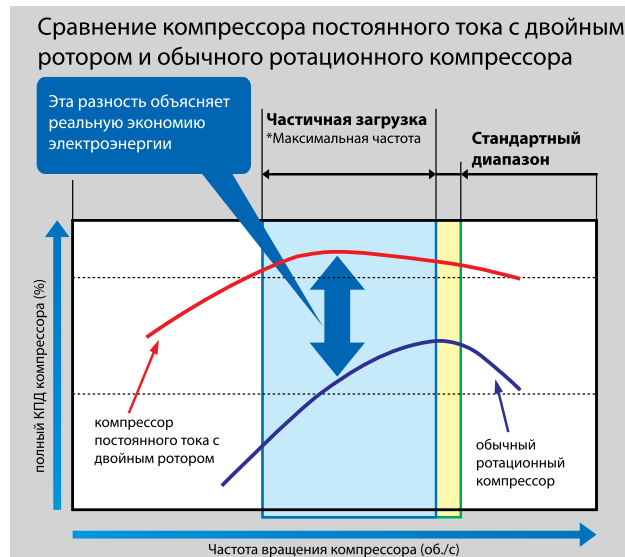 Сравнение компрессора постоянного тока с двойным
ротором и обычного ротационного компрессора
Эта разность объясняет
реальную экономию
электроэнергии
Частичная загрузка
*Максимальная частота
Стандартный
диапазон
полный КПД компрессора (%)
компрессор
постоянного тока с
двойным ротором
обычный
ротационный
компрессор
Частота вращения компрессора (об./с)